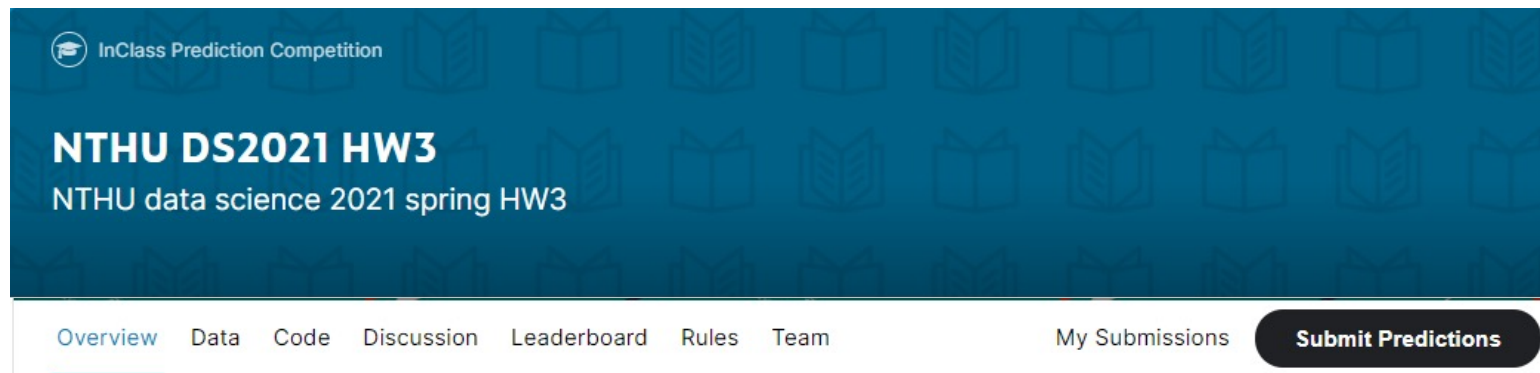 InClass Prediction Competition
NTHU DS2021 HW3
NTHU data science 2021 spring HW3
Overview Data Code Discussion Leaderboard Rules Team My Submissions Submit Predictions